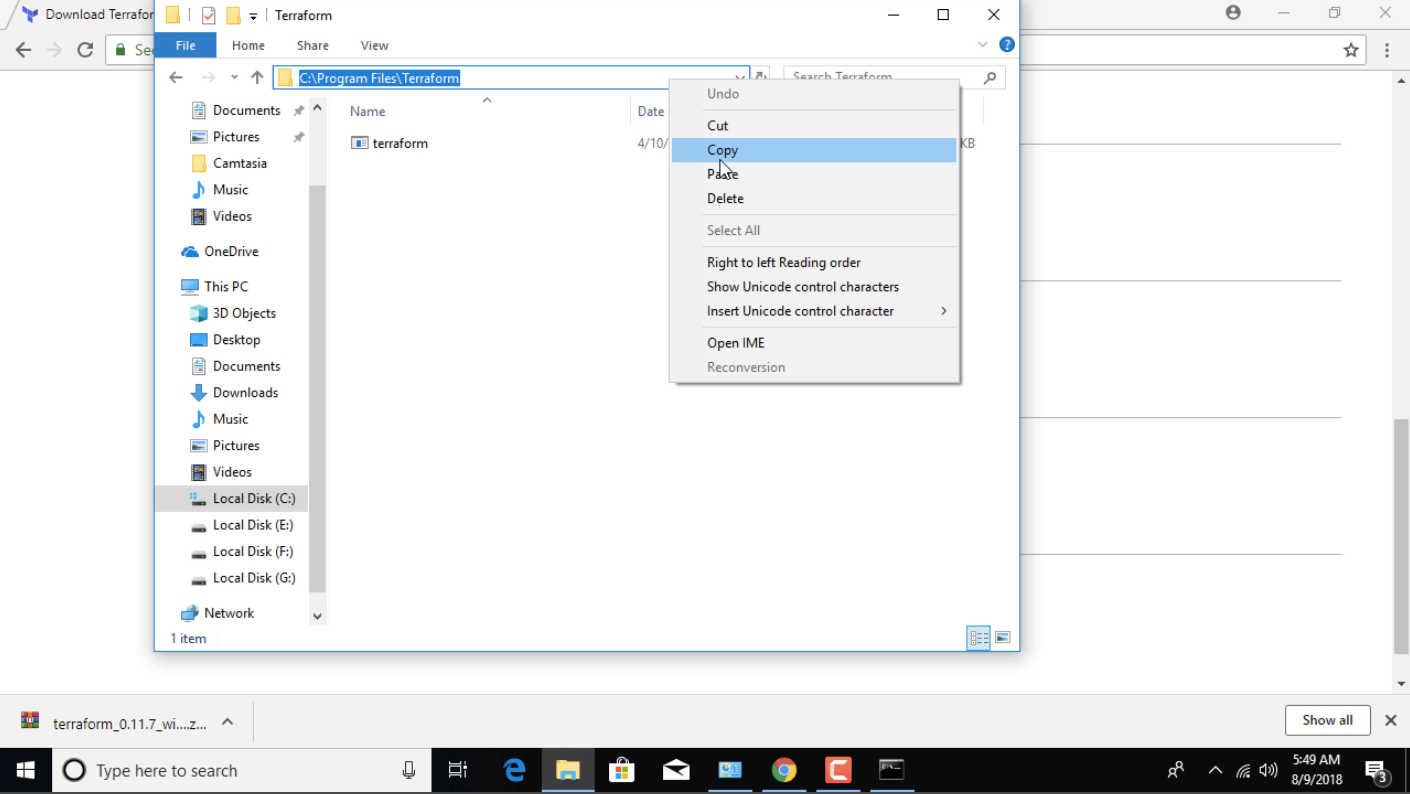 Download Terrafor
Terraform
File
Home
Share
View
C:\Program Files\Terraform
Search Terraform
Documents
Pictures
Camtasia
Music
Videos
OneDrive
This PC
3D Objects
Desktop
Documents
Downloads
Music
Pictures
Videos
Local Disk (C:)
Local Disk (E:)
Local Disk (F:)
Local Disk (G:)
Network
Name
Date
terraform
4/10/
KB
Undo
Cut
Copy
Paste
Delete
Select All
Right to left Reading order
Show Unicode control characters
Insert Unicode control character
Open IME
Reconversion
1 item
terraform_0.11.7_wi....z...
Show all
Type here to search
5:49 AM
8/9/2018
3